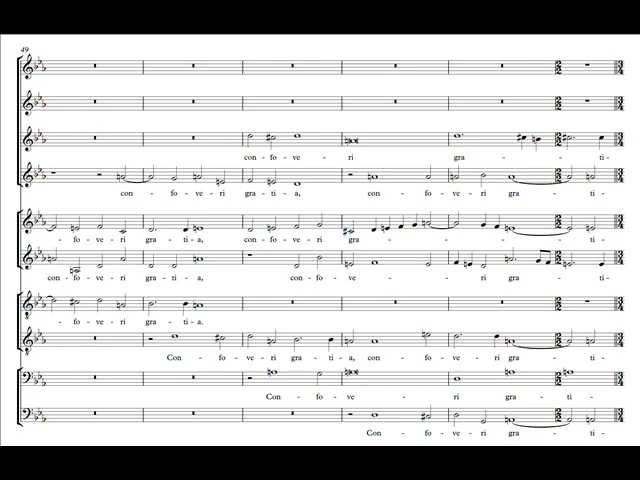 49
con - fo - ve - ri gra - ti-
con - fo - ve - ri gra - ti - a, con - fo - ve - ri gra - ti-
- fo - ve - ri gra - ti - a, con - fo - ve - ri gra - - - ti-
con - fo - ve - ri gra - ti - a, con - fo - ve - ri gra - ti-
- fo - ve - ri gra - ti - a.
Con - fo - ve - ri gra - ti - a, con - fo - ve - ri gra - ti-
Con - fo - ve - ri gra - ti-
Con - fo - ve - ri gra - ti-